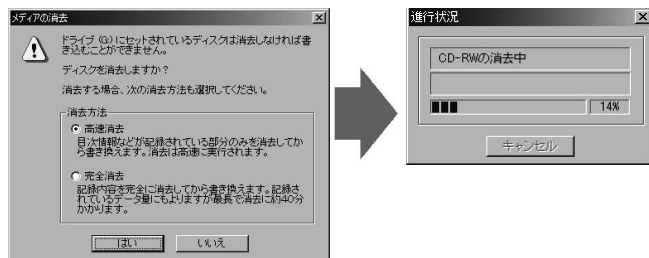 メディアの消去
ドライブ (G:)にセットされているディスクは消去しなければ書
き込むことができません。
ディスクを消去しますか？
消去する場合、次の消去方法も選択してください。
消去方法
高速消去
目次情報などが記録されている部分のみを消去してか
ら書き換えます。消去は高速に実行されます。
完全消去
記録内容を完全に消去してから書き換えます。記録さ
れているデータ量にもよりますが最長で消去に約40分
かかります。
はい
いいえ
進行状況
CD-RWの消去中
14%
キャンセル